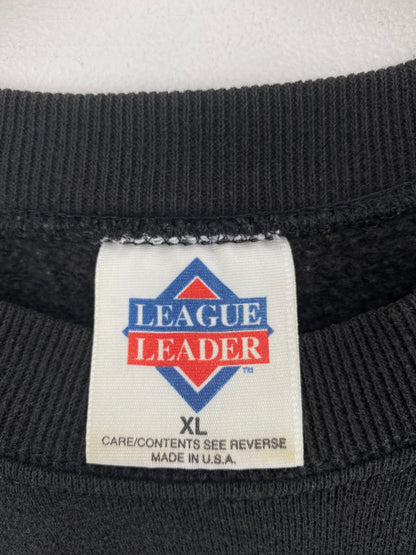 LEAGUE
LEADER
TM
XL
CARE/CONTENTS SEE REVERSE
MADE IN U.S.A.